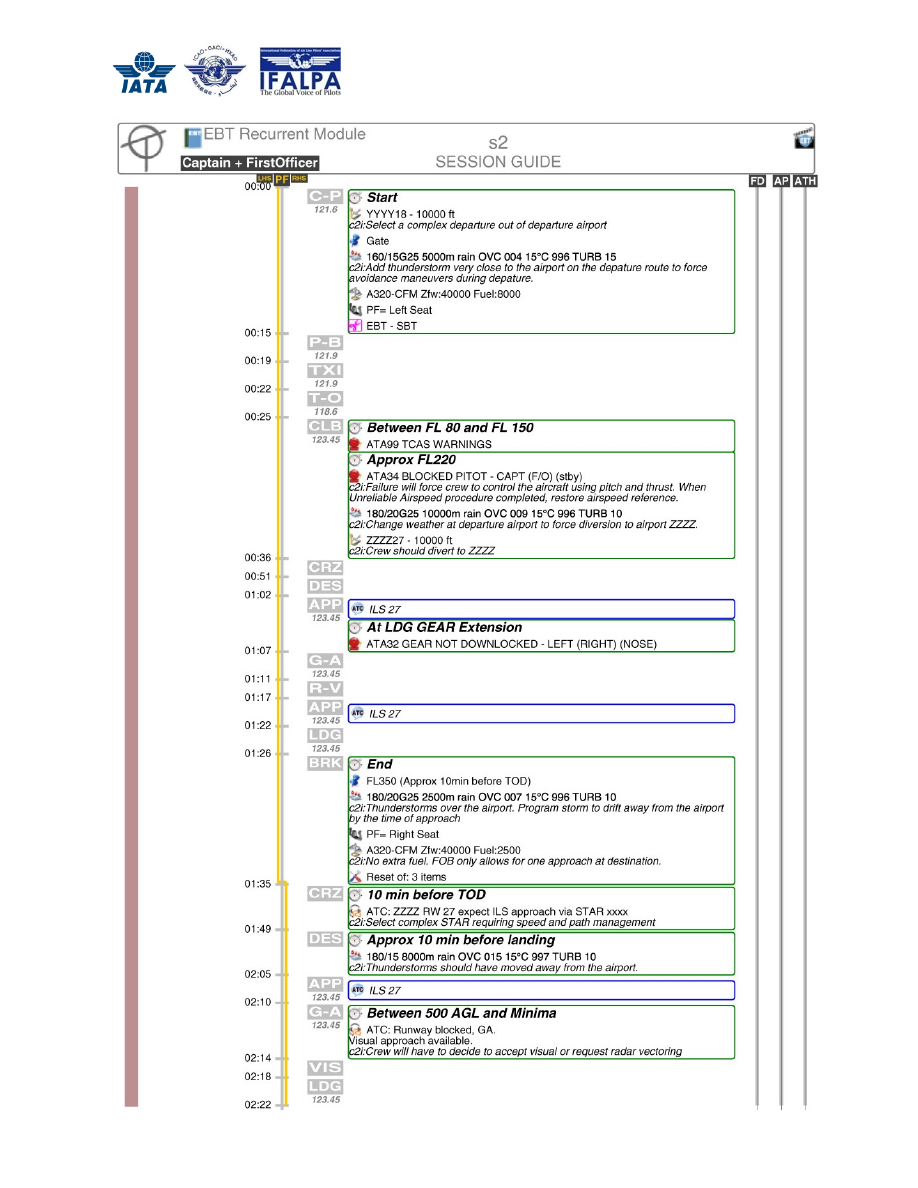 IATA
International Federation of Air Line Pilots' Associations
IFALPA
The Global Voice of Pilots
EBT Recurrent Module
s2
Captain + FirstOfficer
SESSION GUIDE
LHS PF RHS
FD AP ATH
00:00
C-P
121.6
Start
YYYY18 - 10000 ft
c2i:Select a complex departure out of departure airport
Gate
160/15G25 5000m rain OVC 004 15°C 996 TURB 15
c2i:Add thunderstorm very close to the airport on the depature route to force
avoidance maneuvers during depature.
A320-CFM Zfw:40000 Fuel:8000
PF= Left Seat
EBT - SBT
00:15
P-B
121.9
00:19
TXI
121.9
00:22
T-O
118.6
00:25
CLB
123.45
Between FL 80 and FL 150
ATA99 TCAS WARNINGS
Approx FL220
ATA34 BLOCKED PITOT - CAPT (F/O) (stby)
c2i:Failure will force crew to control the aircraft using pitch and thrust. When
Unreliable Airspeed procedure completed, restore airspeed reference.
180/20G25 10000m rain OVC 009 15°C 996 TURB 10
c2i:Change weather at departure airport to force diversion to airport ZZZZ.
ZZZZ27 - 10000 ft
c2i:Crew should divert to ZZZZ
00:36
CRZ
00:51
DES
01:02
APP
123.45
ATC ILS 27
At LDG GEAR Extension
ATA32 GEAR NOT DOWNLOCKED - LEFT (RIGHT) (NOSE)
01:07
G-A
123.45
01:11
R-V
01:17
APP
123.45
ATC ILS 27
01:22
LDG
123.45
01:26
BRK
End
FL350 (Approx 10min before TOD)
180/20G25 2500m rain OVC 007 15°C 996 TURB 10
c2i:Thunderstorms over the airport. Program storm to drift away from the airport
by the time of approach
PF= Right Seat
A320-CFM Zfw:40000 Fuel:2500
c2i:No extra fuel. FOB only allows for one approach at destination.
Reset of: 3 items
01:35
CRZ
10 min before TOD
ATC: ZZZZ RW 27 expect ILS approach via STAR xxxx
c2i:Select complex STAR requiring speed and path management
01:49
DES
Approx 10 min before landing
180/15 8000m rain OVC 015 15°C 997 TURB 10
c2i:Thunderstorms should have moved away from the airport.
02:05
APP
123.45
ATC ILS 27
02:10
G-A
123.45
Between 500 AGL and Minima
ATC: Runway blocked, GA.
Visual approach available.
c2i:Crew will have to decide to accept visual or request radar vectoring
02:14
VIS
02:18
LDG
123.45
02:22